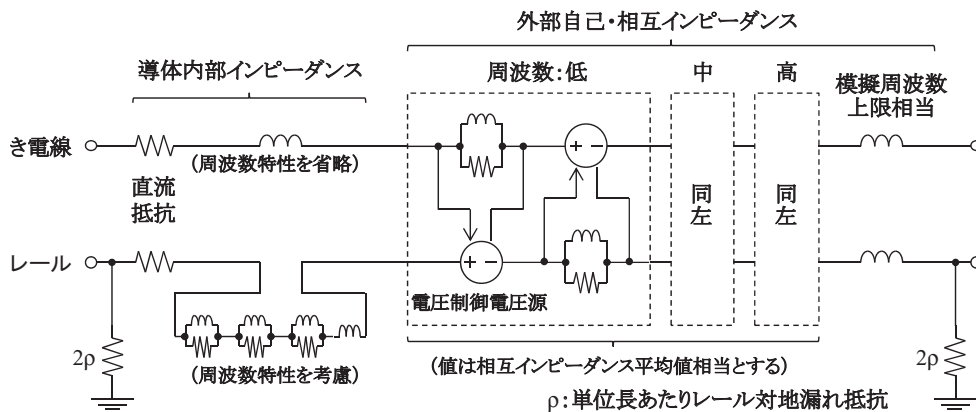 外部自己・相互インピーダンス
導体内部インピーダンス
周波数:低
中
高
模擬周波数
上限相当
き電線
(周波数特性を省略)
直流
抵抗
同
左
同
左
レール
電圧制御電圧源
2ρ
(周波数特性を考慮)
(値は相互インピーダンス平均値相当とする)
2ρ
ρ:単位長あたりレール対地漏れ抵抗